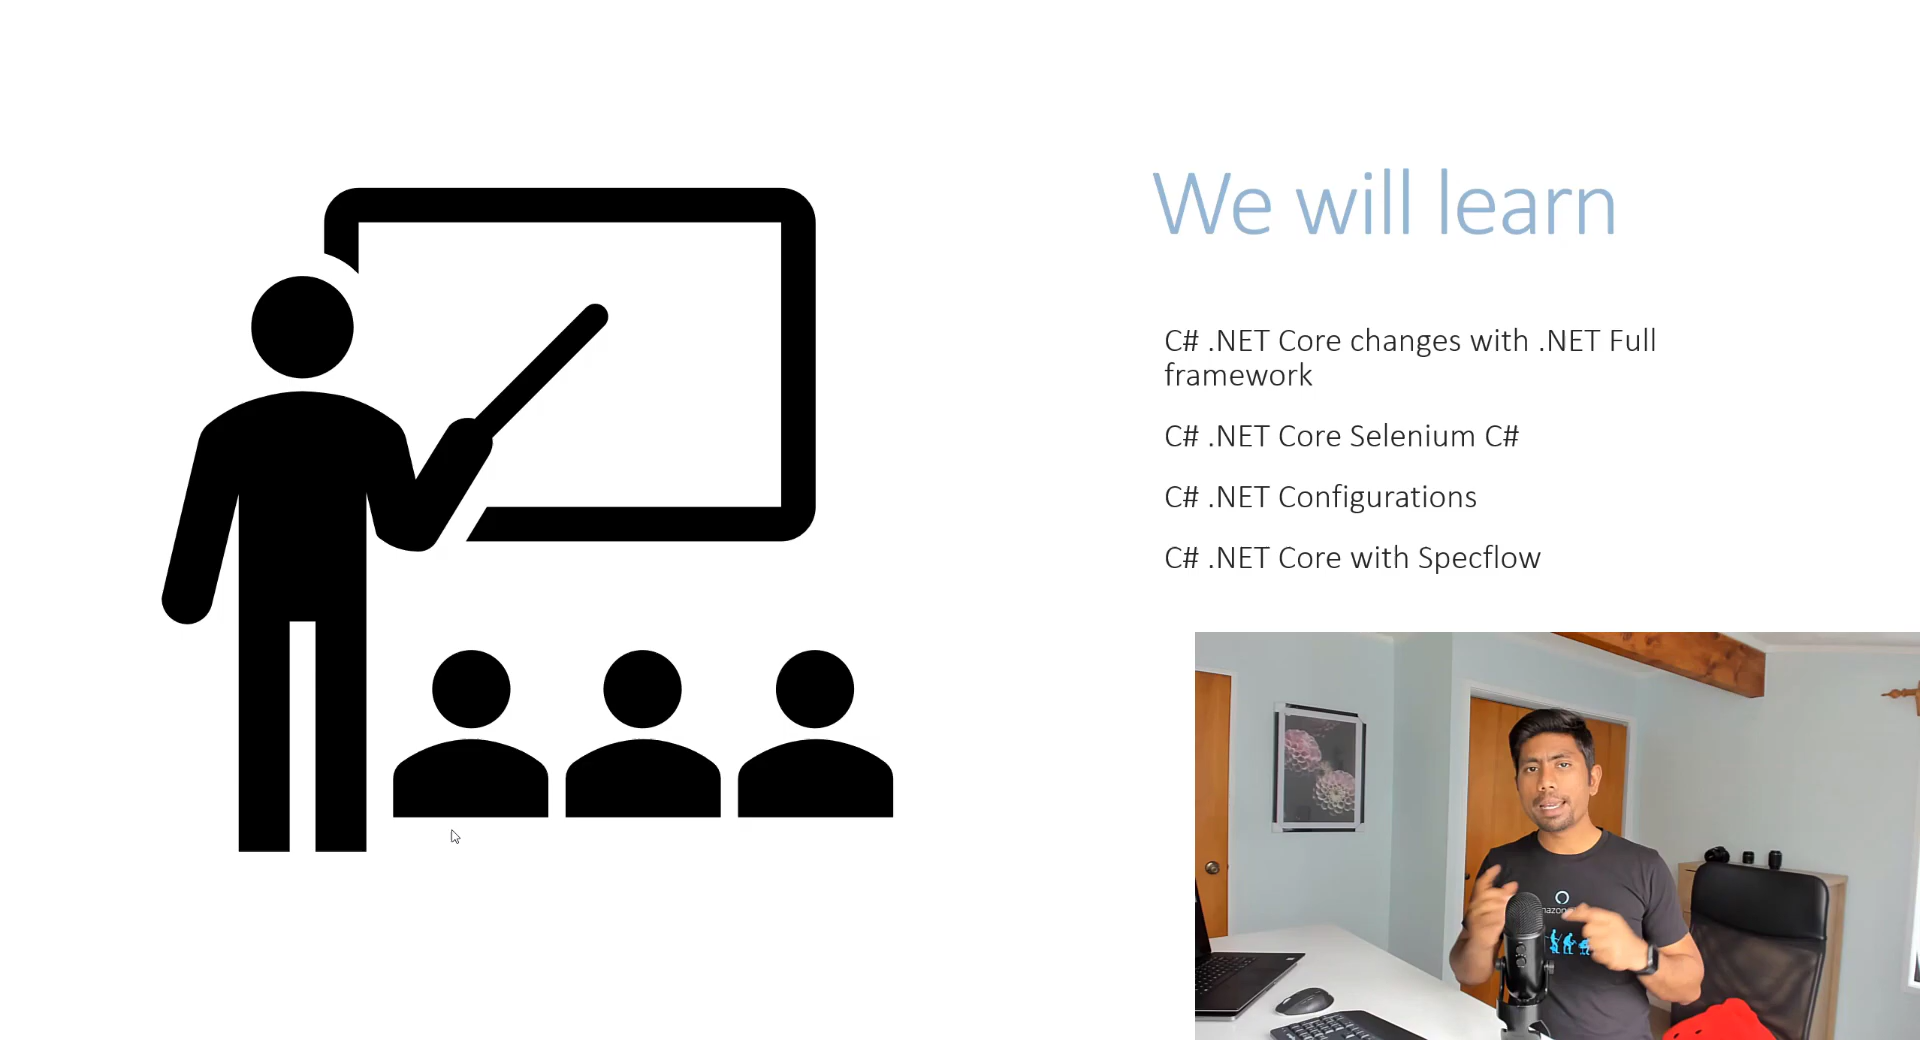 We will learn
C# .NET Core changes with .NET Full
framework
C# .NET Core Selenium C#
C# .NET Configurations
C# .NET Core with Specflow